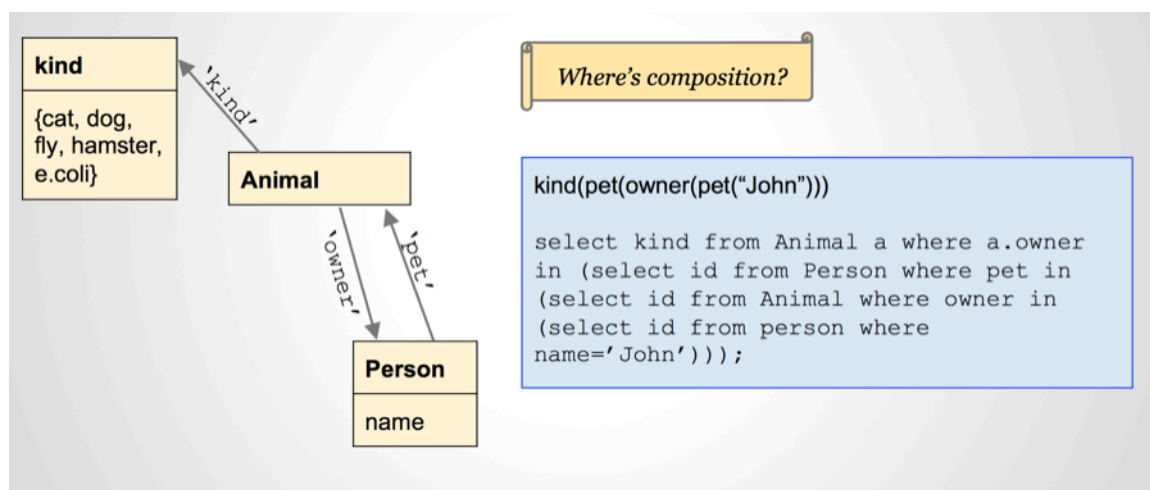 kind
{cat, dog,
fly, hamster,
e.coli}
‘kind’
Animal
‘owner’
‘pet’
Person
name
Where’s composition?
kind(pet(owner(pet(“John”)))
select kind from Animal a where a.owner
in (select id from Person where pet in
(select id from Animal where owner in
(select id from person where
name=’John’)));